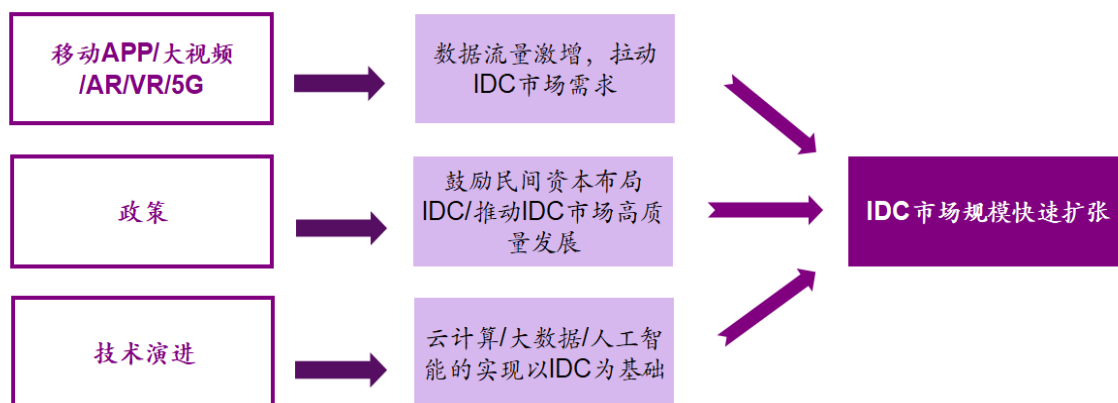 移动APP/大视频
/AR/VR/5G
数据流量激增，拉动
IDC市场需求
政策
鼓励民间资本布局
IDC/推动IDC市场高质
量发展
IDC市场规模快速扩张
技术演进
云计算/大数据/人工智
能的实现以IDC为基础